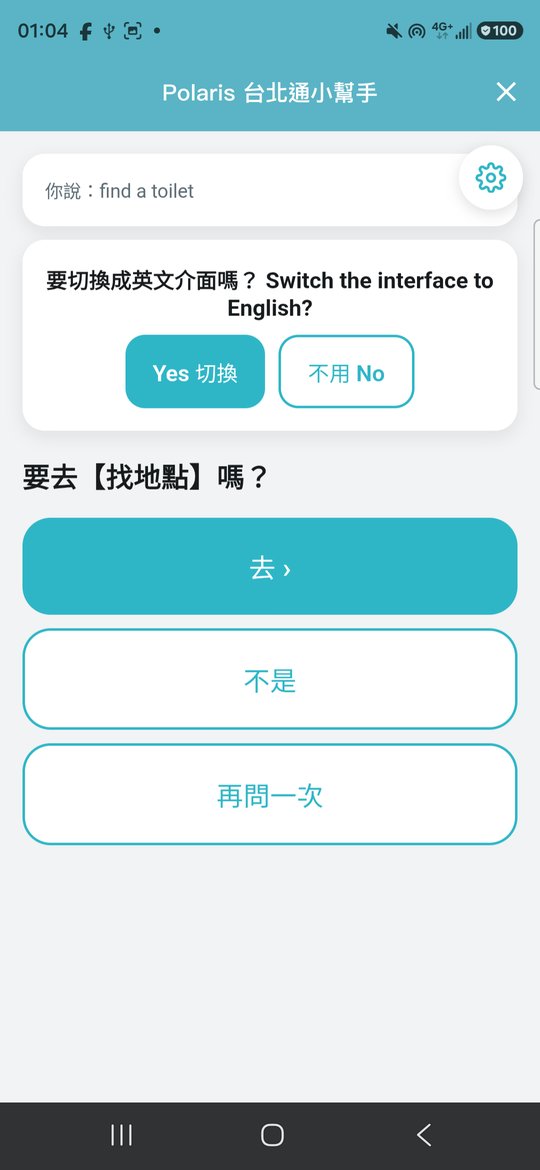 01:04 4G+ 100
Polaris 台北通小幫手
你說：find a toilet
要切換成英文介面嗎？ Switch the interface to
English?
Yes 切換 不用 No
要去【找地點】嗎？
去 ›
不是
再問一次